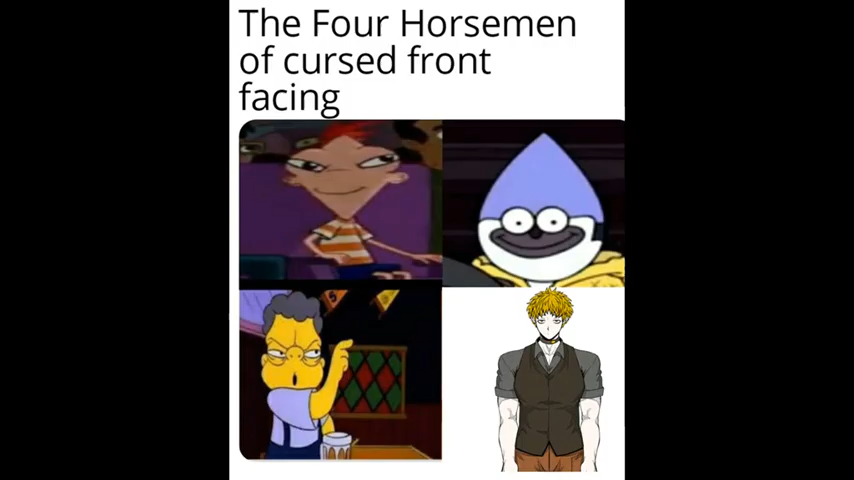 The Four Horsemen
of cursed front
facing